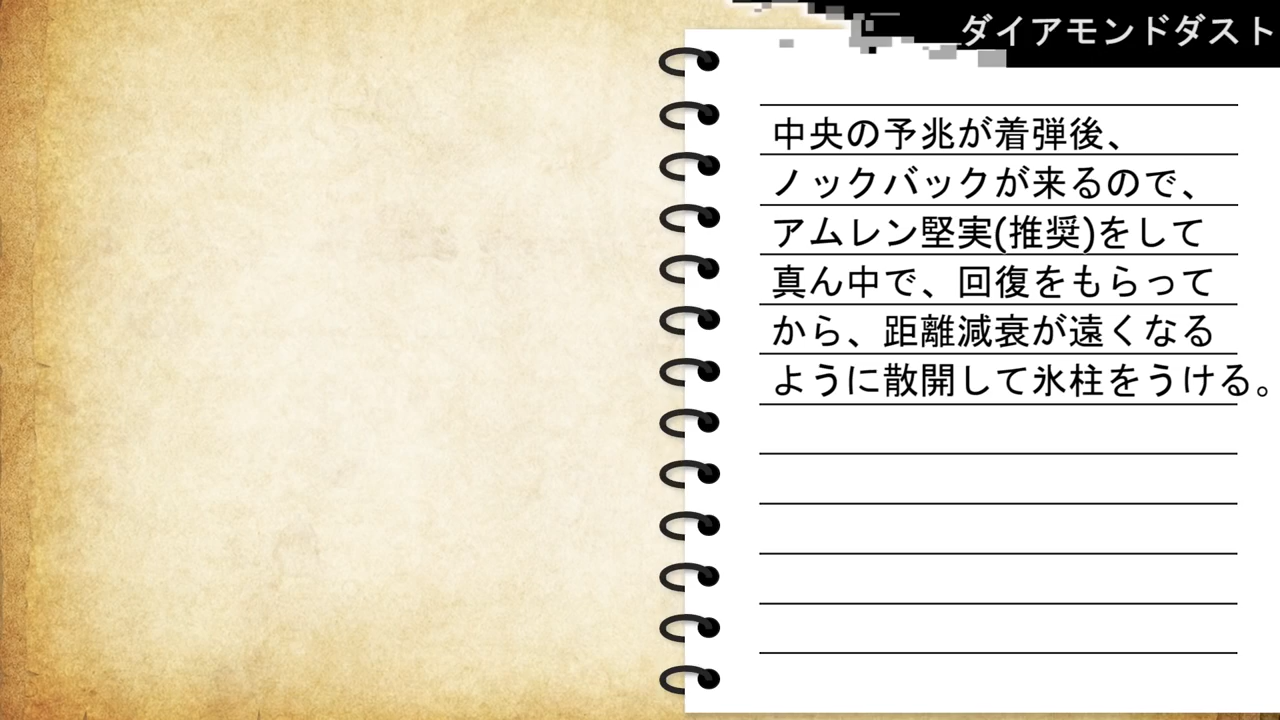 ダイアモンドダスト
中央の予兆が着弾後、
ノックバックが来るので、
アムレン堅実(推奨)をして
真ん中で、回復をもらって
から、距離減衰が遠くなる
ように散開して氷柱をうける。